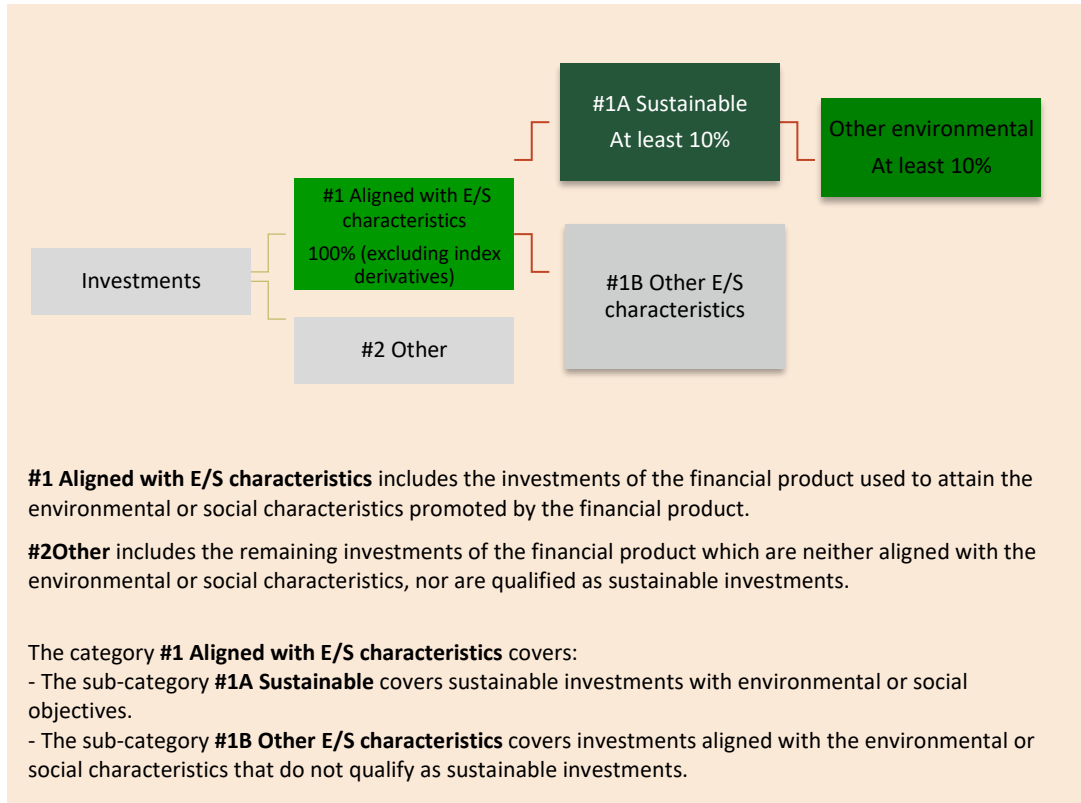 #1A Sustainable
At least 10%
Other environmental
At least 10%
#1 Aligned with E/S
characteristics
100% (excluding index
derivatives)
Investments
#1B Other E/S
characteristics
#2 Other
#1 Aligned with E/S characteristics includes the investments of the financial product used to attain the
environmental or social characteristics promoted by the financial product.
#2Other includes the remaining investments of the financial product which are neither aligned with the
environmental or social characteristics, nor are qualified as sustainable investments.
The category #1 Aligned with E/S characteristics covers:
- The sub-category #1A Sustainable covers sustainable investments with environmental or social
objectives.
- The sub-category #1B Other E/S characteristics covers investments aligned with the environmental or
social characteristics that do not qualify as sustainable investments.